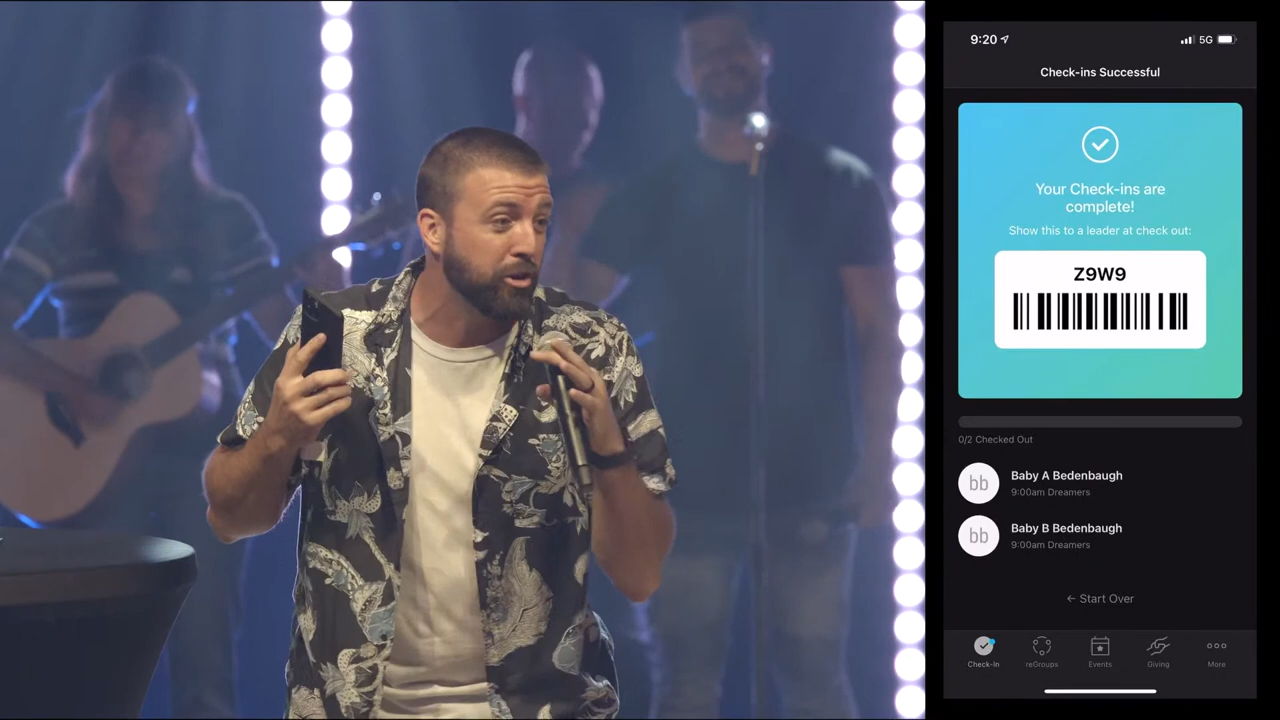 9:20
5G
Check-ins Successful
Your Check-ins are
complete!
Show this to a leader at check out:
Z9W9
0/2 Checked Out
bb
Baby A Bedenbaugh
9:00am Dreamers
bb
Baby B Bedenbaugh
9:00am Dreamers
← Start Over
Check-In
reGroups
Events
Giving
More